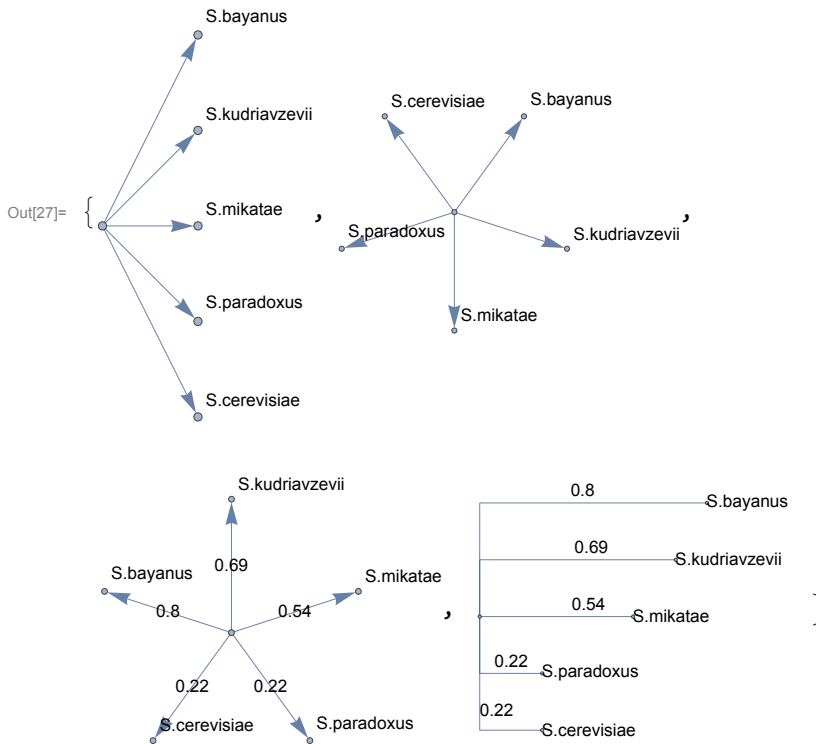 S.bayanus
S.kudriavzevii
S.mikatae
S.paradoxus
S.cerevisiae
Out[27]= {
,
S.cerevisiae
S.bayanus
S.paradoxus
S.kudriavzevii
S.mikatae
,
S.kudriavzevii
0.69
S.bayanus
0.8
S.mikatae
0.54
0.22
0.22
S.cerevisiae
S.paradoxus
,
0.8
S.bayanus
0.69
S.kudriavzevii
0.54
S.mikatae
0.22
S.paradoxus
0.22
S.cerevisiae
}